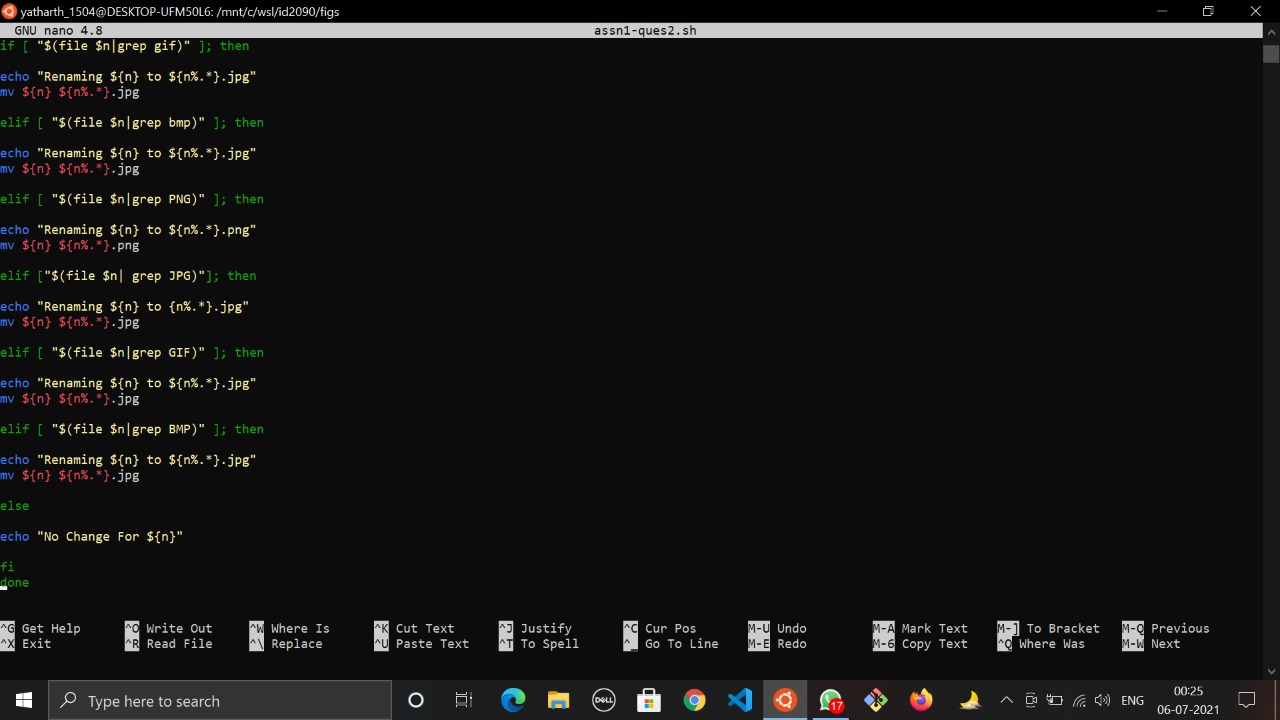 yatharth_1504@DESKTOP-UFM50L6: /mnt/c/wsl/id2090/figs
GNU nano 4.8 assn1-ques2.sh
if [ "$(file $n|grep gif)" ]; then
echo "Renaming ${n} to ${n%.*}.jpg"
mv ${n} ${n%.*}.jpg
elif [ "$(file $n|grep bmp)" ]; then
echo "Renaming ${n} to ${n%.*}.jpg"
mv ${n} ${n%.*}.jpg
elif [ "$(file $n|grep PNG)" ]; then
echo "Renaming ${n} to ${n%.*}.png"
mv ${n} ${n%.*}.png
elif ["$(file $n| grep JPG)"]; then
echo "Renaming ${n} to {n%.*}.jpg"
mv ${n} ${n%.*}.jpg
elif [ "$(file $n|grep GIF)" ]; then
echo "Renaming ${n} to ${n%.*}.jpg"
mv ${n} ${n%.*}.jpg
elif [ "$(file $n|grep BMP)" ]; then
echo "Renaming ${n} to ${n%.*}.jpg"
mv ${n} ${n%.*}.jpg
else
echo "No Change For ${n}"
fi
done
^G Get Help ^O Write Out ^W Where Is ^K Cut Text ^J Justify ^C Cur Pos M-U Undo M-A Mark Text M-] To Bracket M-Q Previous
^X Exit ^R Read File ^\ Replace ^U Paste Text ^T To Spell ^_ Go To Line M-E Redo M-6 Copy Text ^Q Where Was M-W Next
Type here to search DELL 17 ENG 00:25
06-07-2021